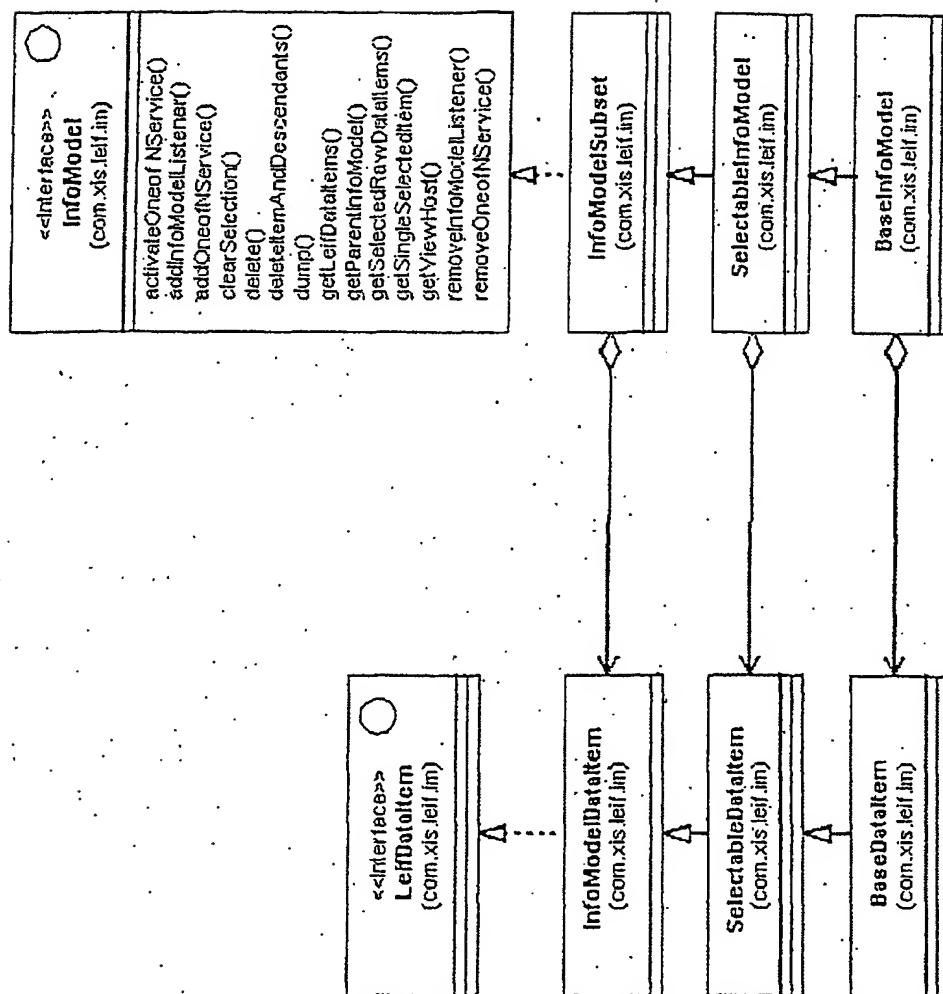 <<Interface>>
InfoModel
(com.xis.leif.im)
activateOneof NService()
addInfoModelListener()
addOneofNService()
clearSelection()
delete()
deleteItemAndDescendants()
dump()
getLeifDataItems()
getParentInfoModel()
getSelectedRawDataItems()
getSingleSelectedItem()
getViewHost()
removeInfoModelListener()
removeOneofNService()
InfoModelSubset
(com.xis.leif.im)
SelectableInfoModel
(com.xis.leif.im)
BaseInfoModel
(com.xis.leif.im)
<<Interface>>
LeifDataItem
(com.xis.leif.im)
InfoModelDataItem
(com.xis.leif.im)
SelectableDataItem
(com.xis.leif.im)
BaseDataItem
(com.xis.leif.im)